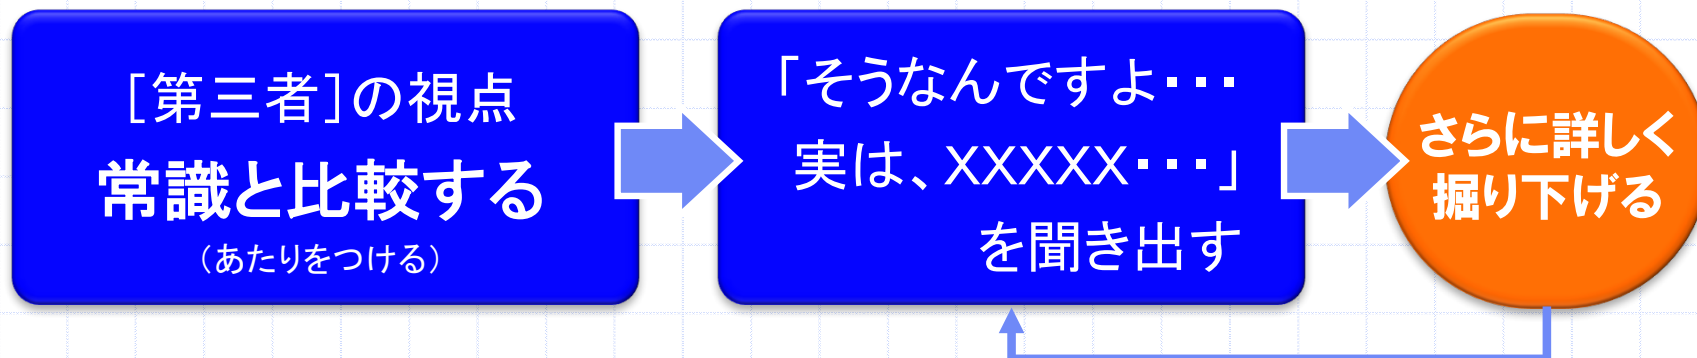 ［第三者］の視点
常識と比較する
（あたりをつける）
「そうなんですよ・・・
実は、XXXXX・・・」
を聞き出す
さらに詳しく
掘り下げる